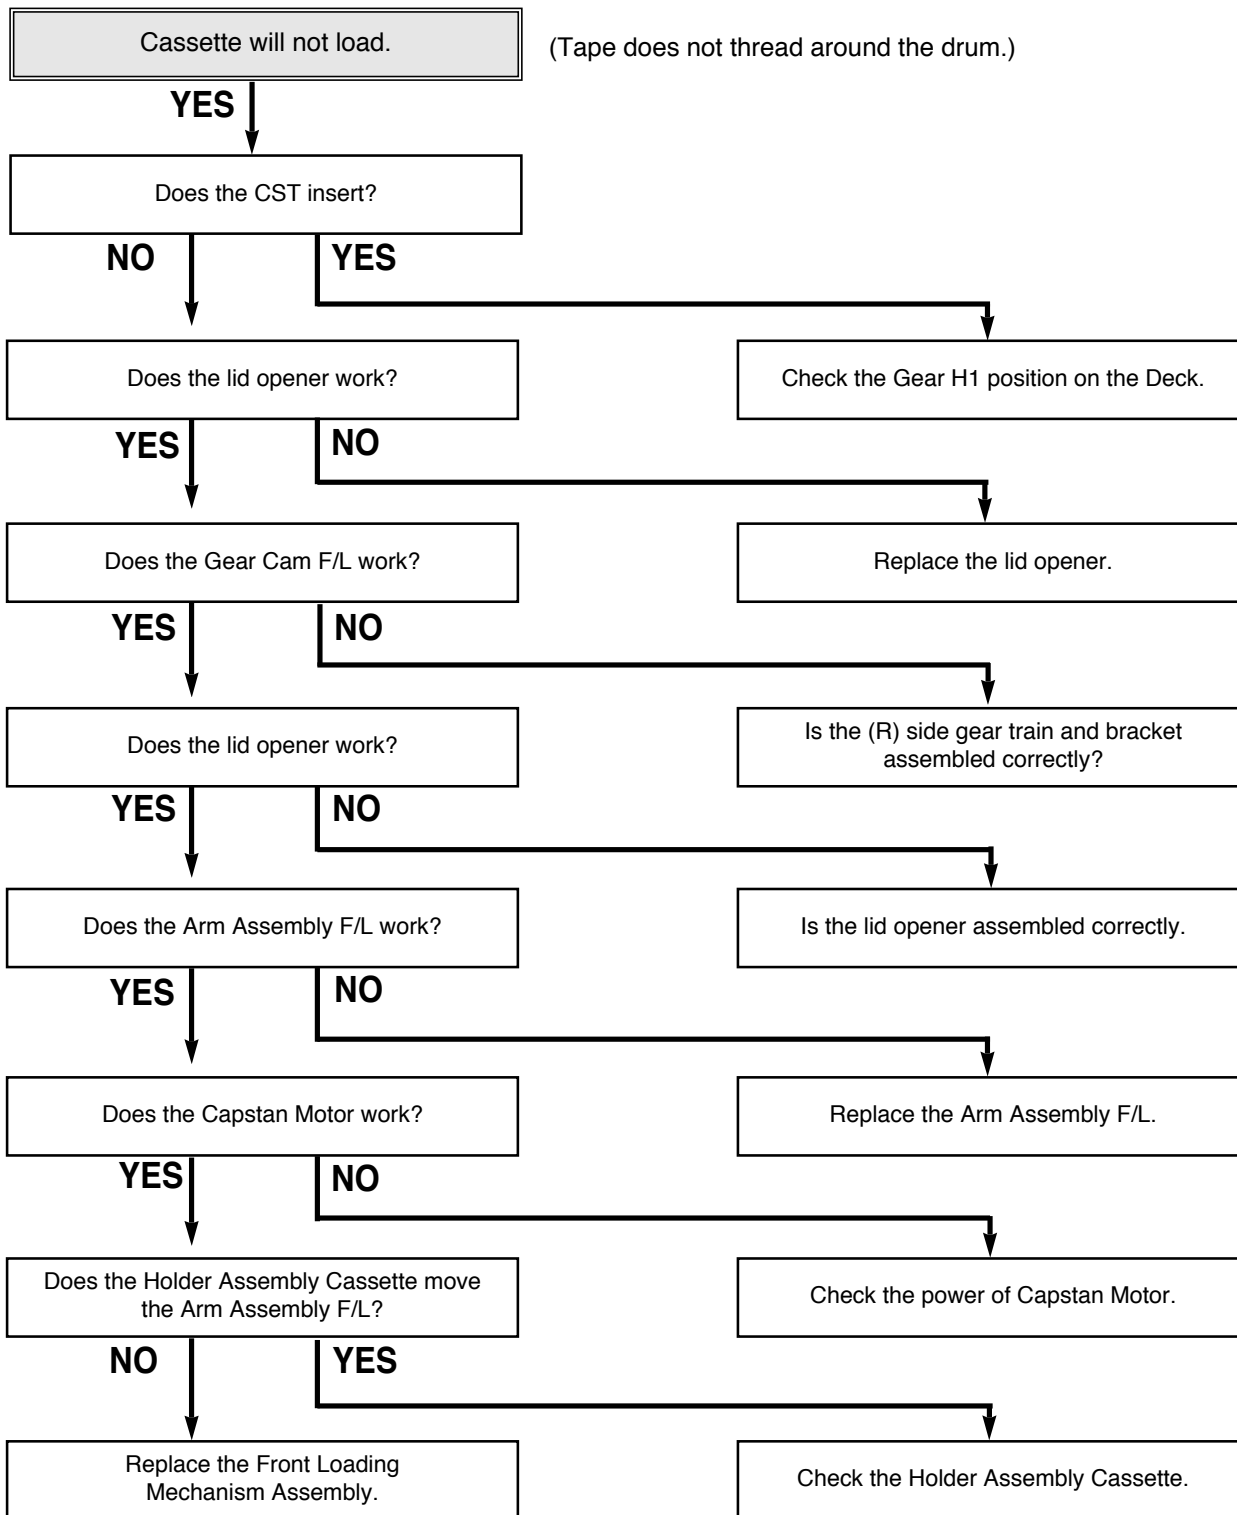 Cassette will not load.
(Tape does not thread around the drum.)
YES
Does the CST insert?
NO
YES
Does the lid opener work?
Check the Gear H1 position on the Deck.
YES
NO
Does the Gear Cam F/L work?
Replace the lid opener.
YES
NO
Does the lid opener work?
Is the (R) side gear train and bracket
assembled correctly?
YES
NO
Does the Arm Assembly F/L work?
Is the lid opener assembled correctly.
YES
NO
Does the Capstan Motor work?
Replace the Arm Assembly F/L.
YES
NO
Does the Holder Assembly Cassette move
the Arm Assembly F/L?
Check the power of Capstan Motor.
NO
YES
Replace the Front Loading
Mechanism Assembly.
Check the Holder Assembly Cassette.